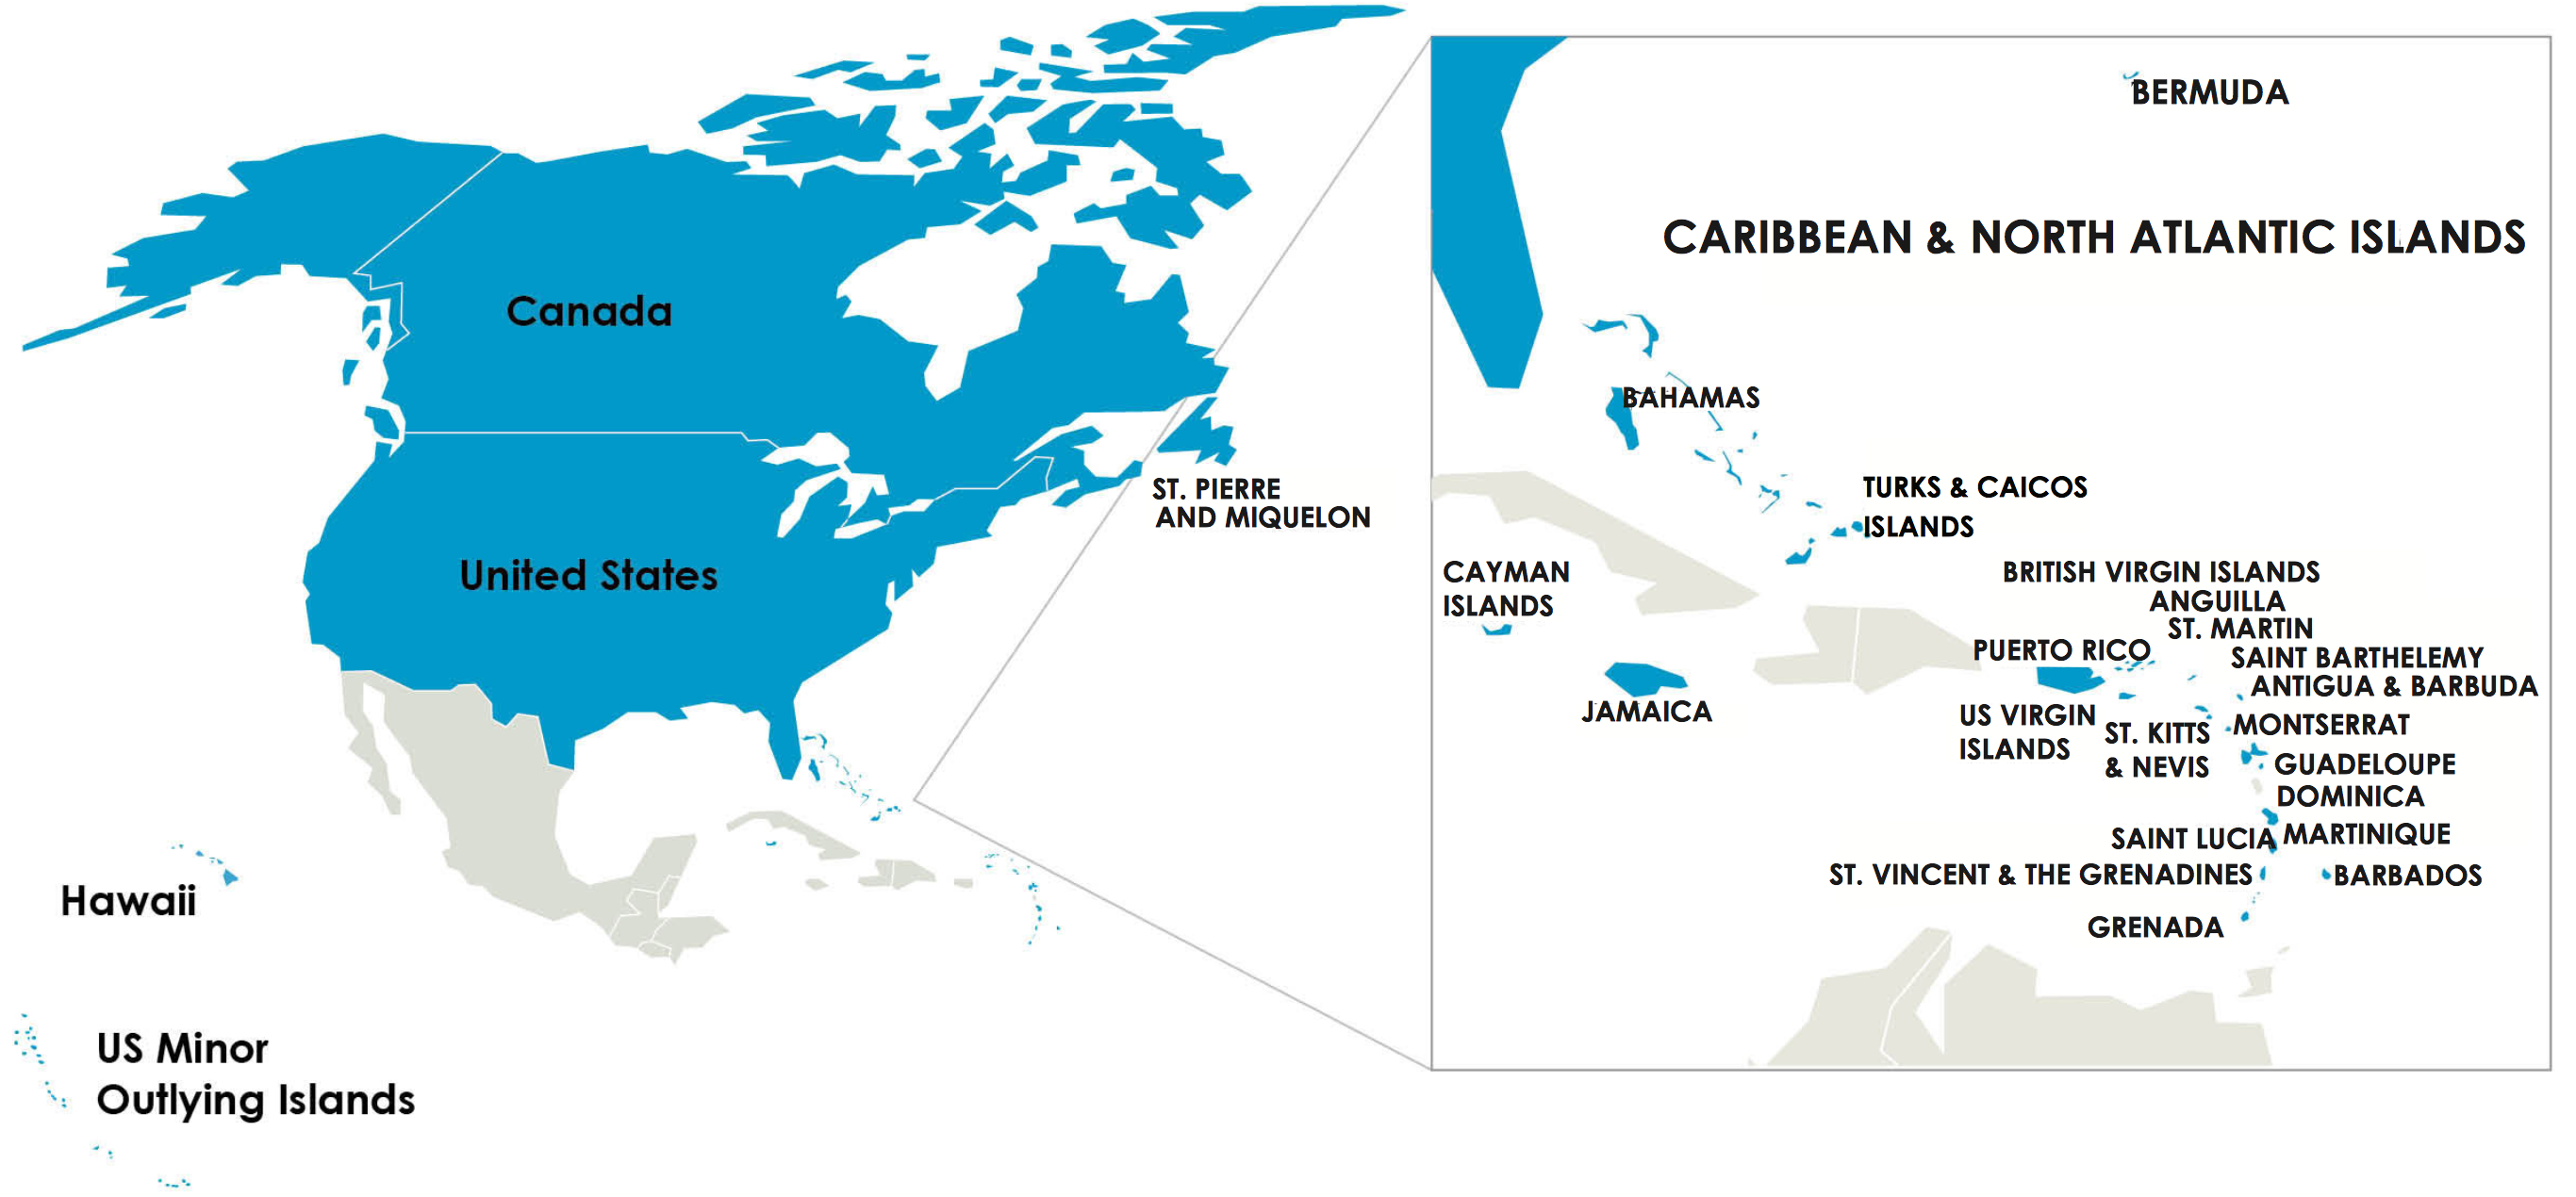 Canada
United States
ST. PIERRE
AND MIQUELON
Hawaii
US Minor
Outlying Islands
BERMUDA
CARIBBEAN & NORTH ATLANTIC ISLANDS
BAHAMAS
TURKS & CAICOS
ISLANDS
CAYMAN
ISLANDS
BRITISH VIRGIN ISLANDS
ANGUILLA
ST. MARTIN
PUERTO RICO
SAINT BARTHELEMY
ANTIGUA & BARBUDA
JAMAICA
US VIRGIN
ISLANDS
ST. KITTS
& NEVIS
MONTSERRAT
GUADELOUPE
DOMINICA
SAINT LUCIA
MARTINIQUE
ST. VINCENT & THE GRENADINES
BARBADOS
GRENADA